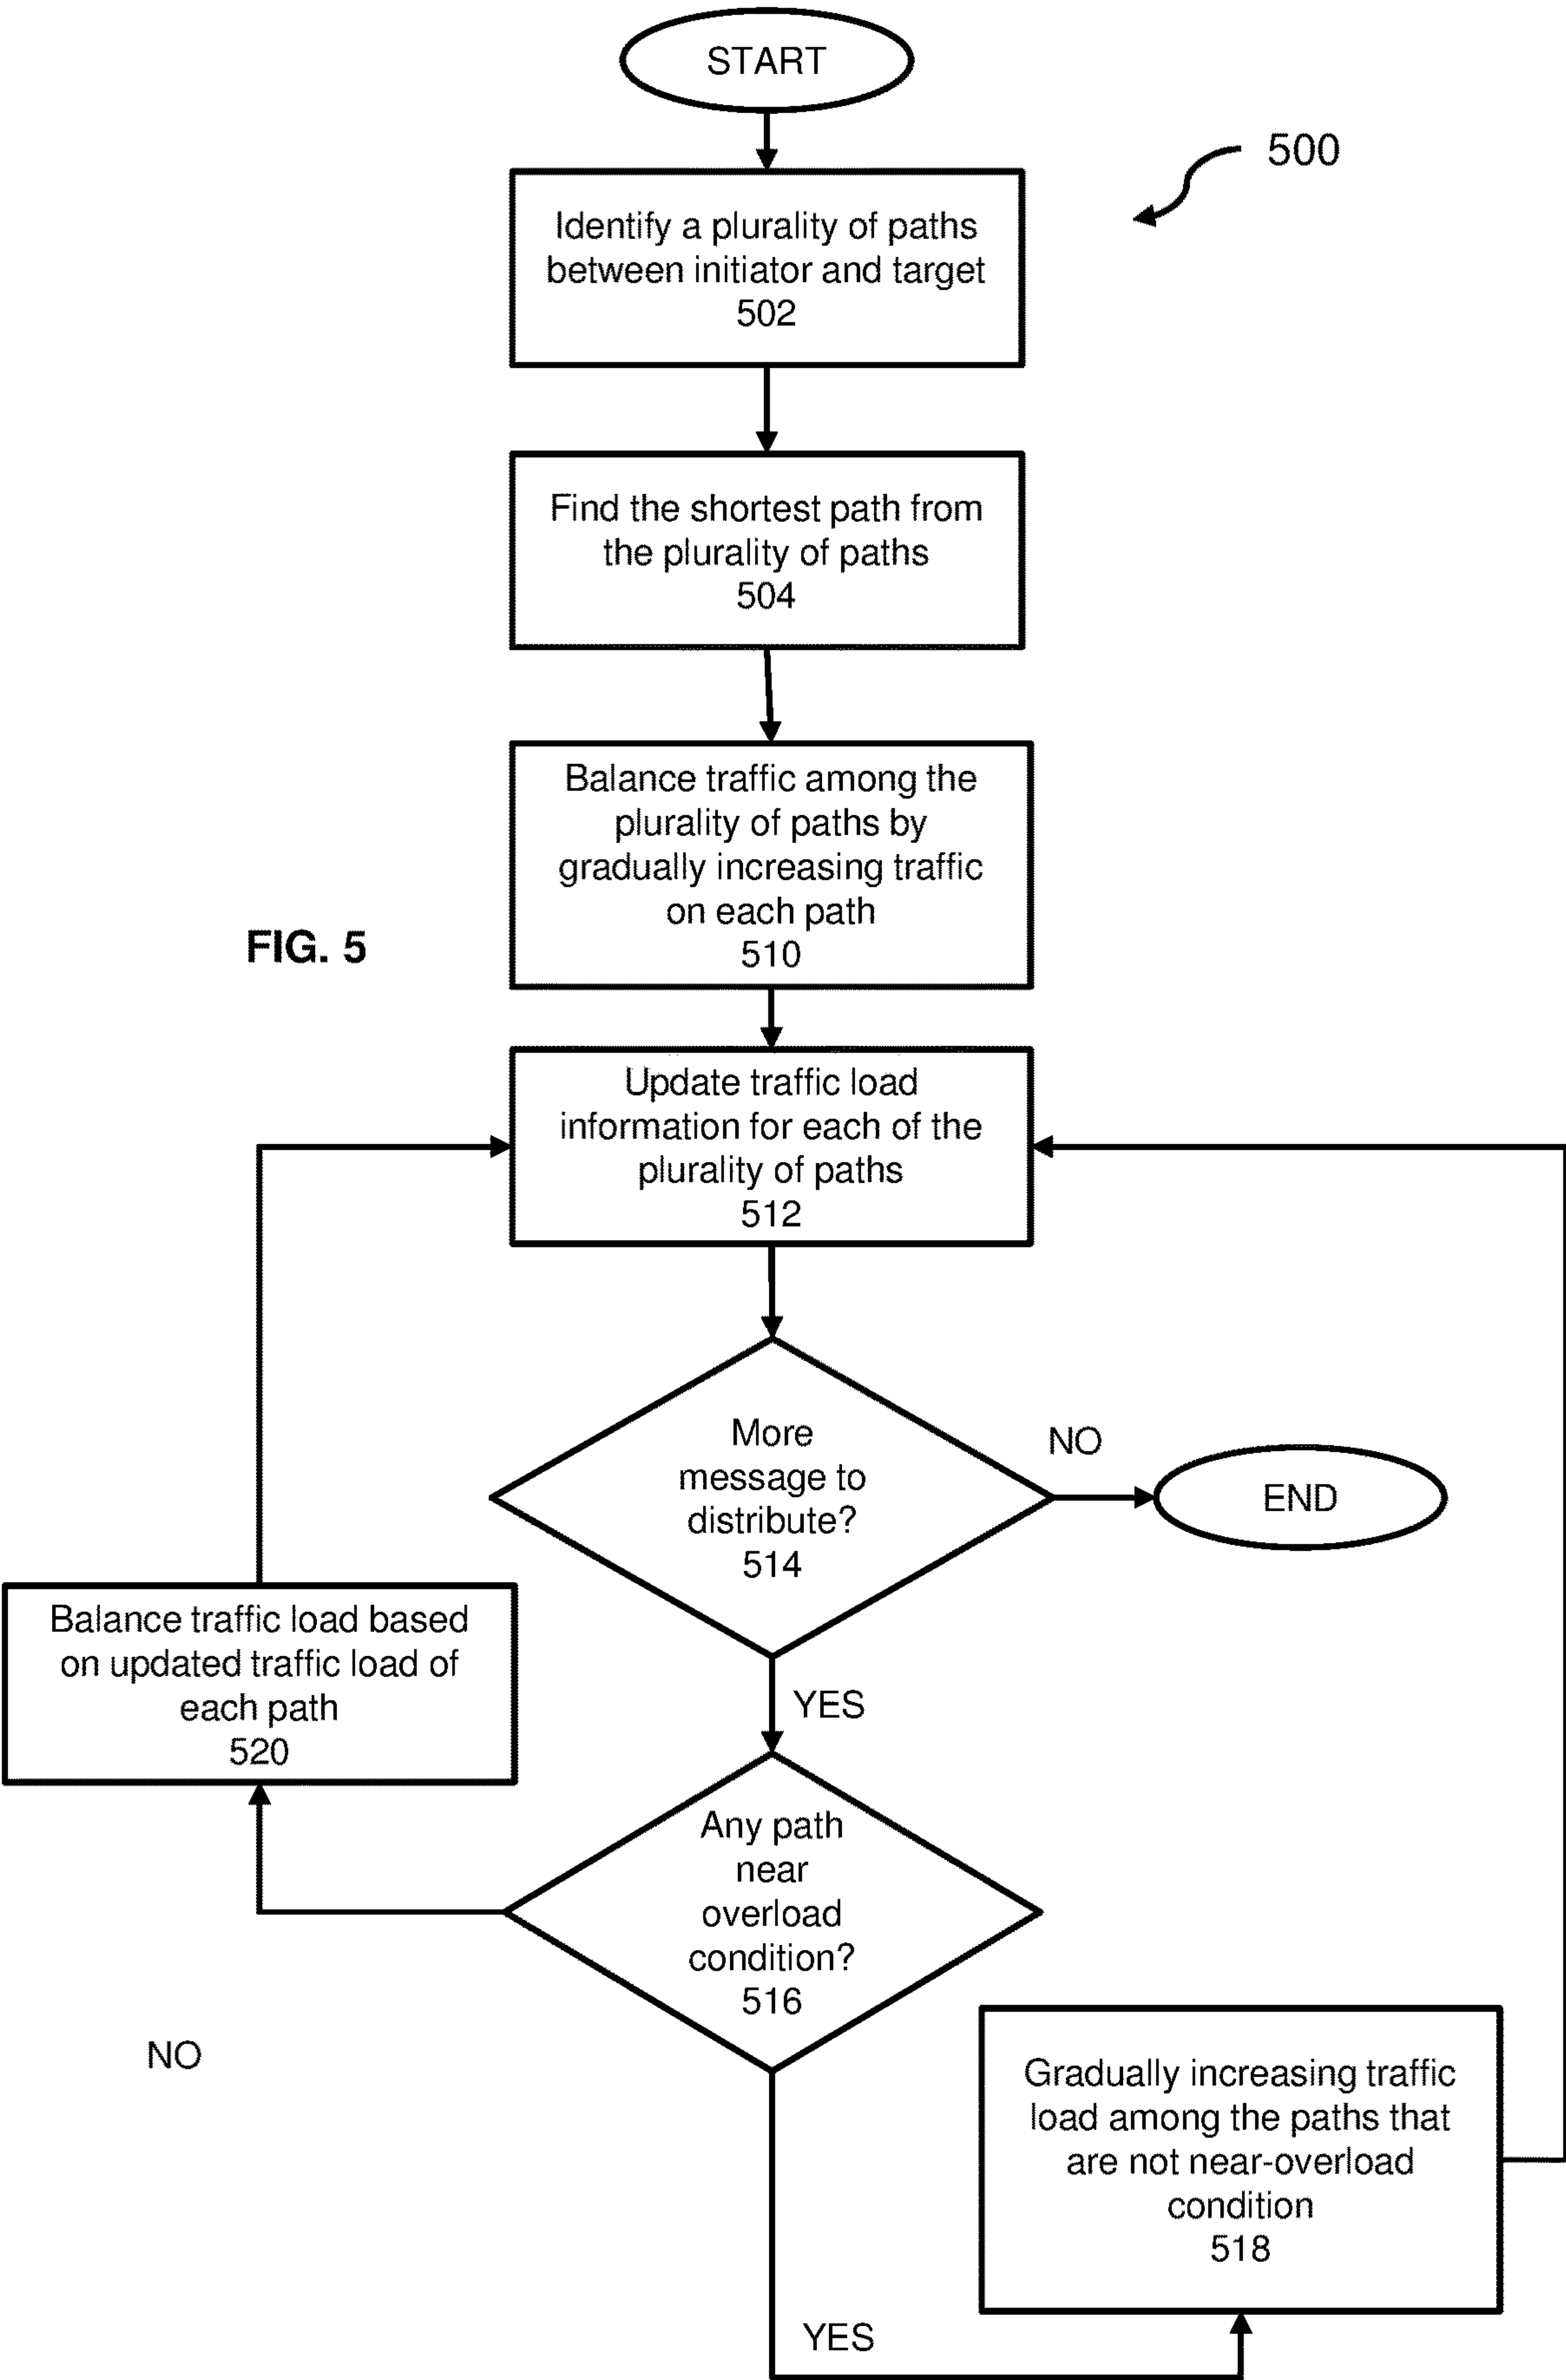 START
500
Identify a plurality of paths
between initiator and target
502
Find the shortest path from
the plurality of paths
504
Balance traffic among the
plurality of paths by
gradually increasing traffic
on each path
510
FIG. 5
Update traffic load
information for each of the
plurality of paths
512
More
message to
distribute?
514
NO
END
Balance traffic load based
on updated traffic load of
each path
520
YES
Any path
near
overload
condition?
516
NO
Gradually increasing traffic
load among the paths that
are not near-overload
condition
518
YES